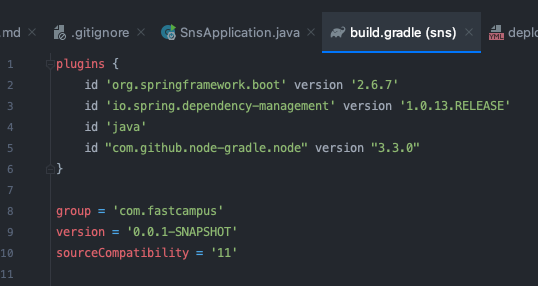 .md .gitignore SnsApplication.java build.gradle (sns) deplo
1 plugins {
2 id 'org.springframework.boot' version '2.6.7'
3 id 'io.spring.dependency-management' version '1.0.13.RELEASE'
4 id 'java'
5 id "com.github.node-gradle.node" version "3.3.0"
6 }
7
8 group = 'com.fastcampus'
9 version = '0.0.1-SNAPSHOT'
10 sourceCompatibility = '11'
11